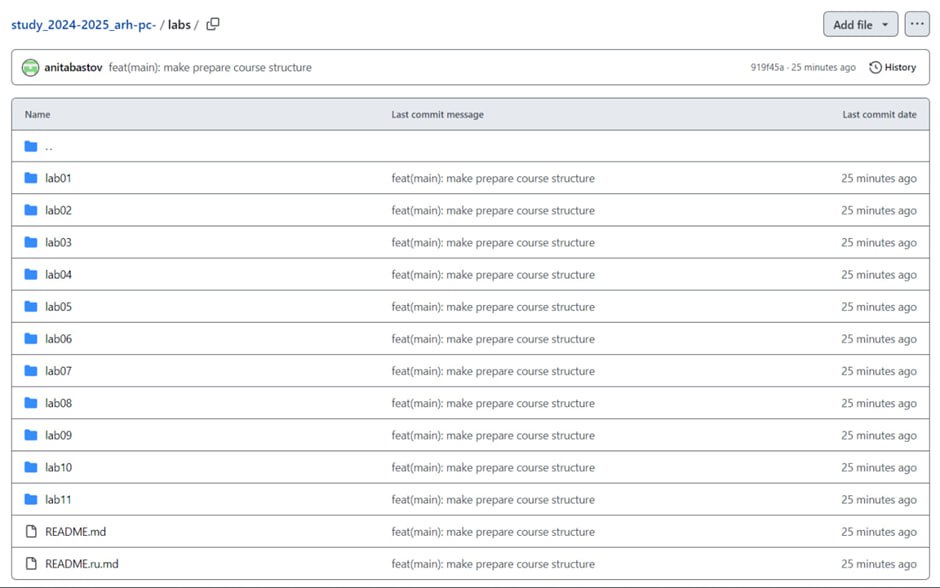 study_2024-2025_arh-pc- / labs /
Add file
anitabastov feat(main): make prepare course structure 919f45a · 25 minutes ago History
Name Last commit message Last commit date
..
lab01 feat(main): make prepare course structure 25 minutes ago
lab02 feat(main): make prepare course structure 25 minutes ago
lab03 feat(main): make prepare course structure 25 minutes ago
lab04 feat(main): make prepare course structure 25 minutes ago
lab05 feat(main): make prepare course structure 25 minutes ago
lab06 feat(main): make prepare course structure 25 minutes ago
lab07 feat(main): make prepare course structure 25 minutes ago
lab08 feat(main): make prepare course structure 25 minutes ago
lab09 feat(main): make prepare course structure 25 minutes ago
lab10 feat(main): make prepare course structure 25 minutes ago
lab11 feat(main): make prepare course structure 25 minutes ago
README.md feat(main): make prepare course structure 25 minutes ago
README.ru.md feat(main): make prepare course structure 25 minutes ago